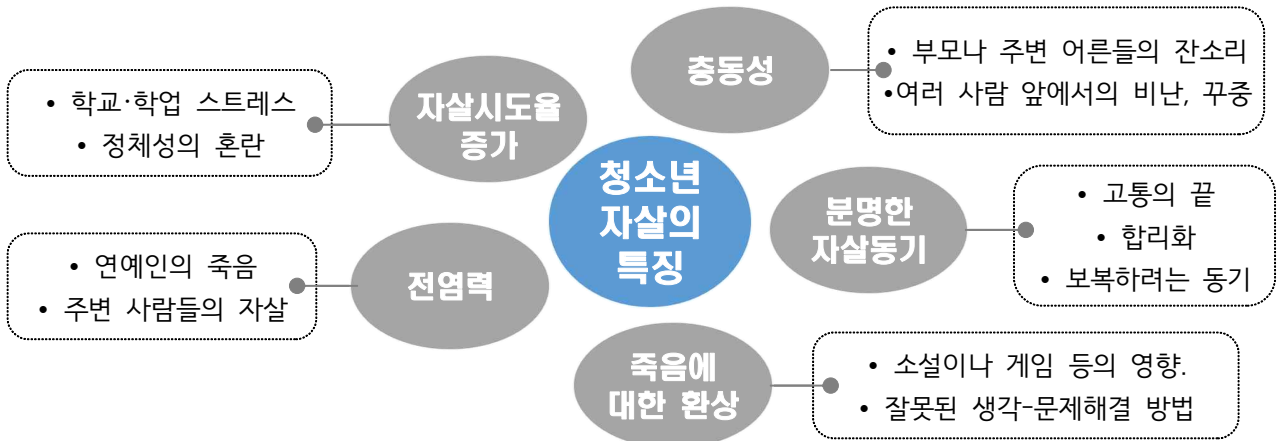 청소년
자살의
특징
자살시도율
증가
• 학교·학업 스트레스
• 정체성의 혼란
충동성
• 부모나 주변 어른들의 잔소리
•여러 사람 앞에서의 비난, 꾸중
전염력
• 연예인의 죽음
• 주변 사람들의 자살
분명한
자살동기
• 고통의 끝
• 합리화
• 보복하려는 동기
죽음에
대한 환상
• 소설이나 게임 등의 영향.
• 잘못된 생각-문제해결 방법